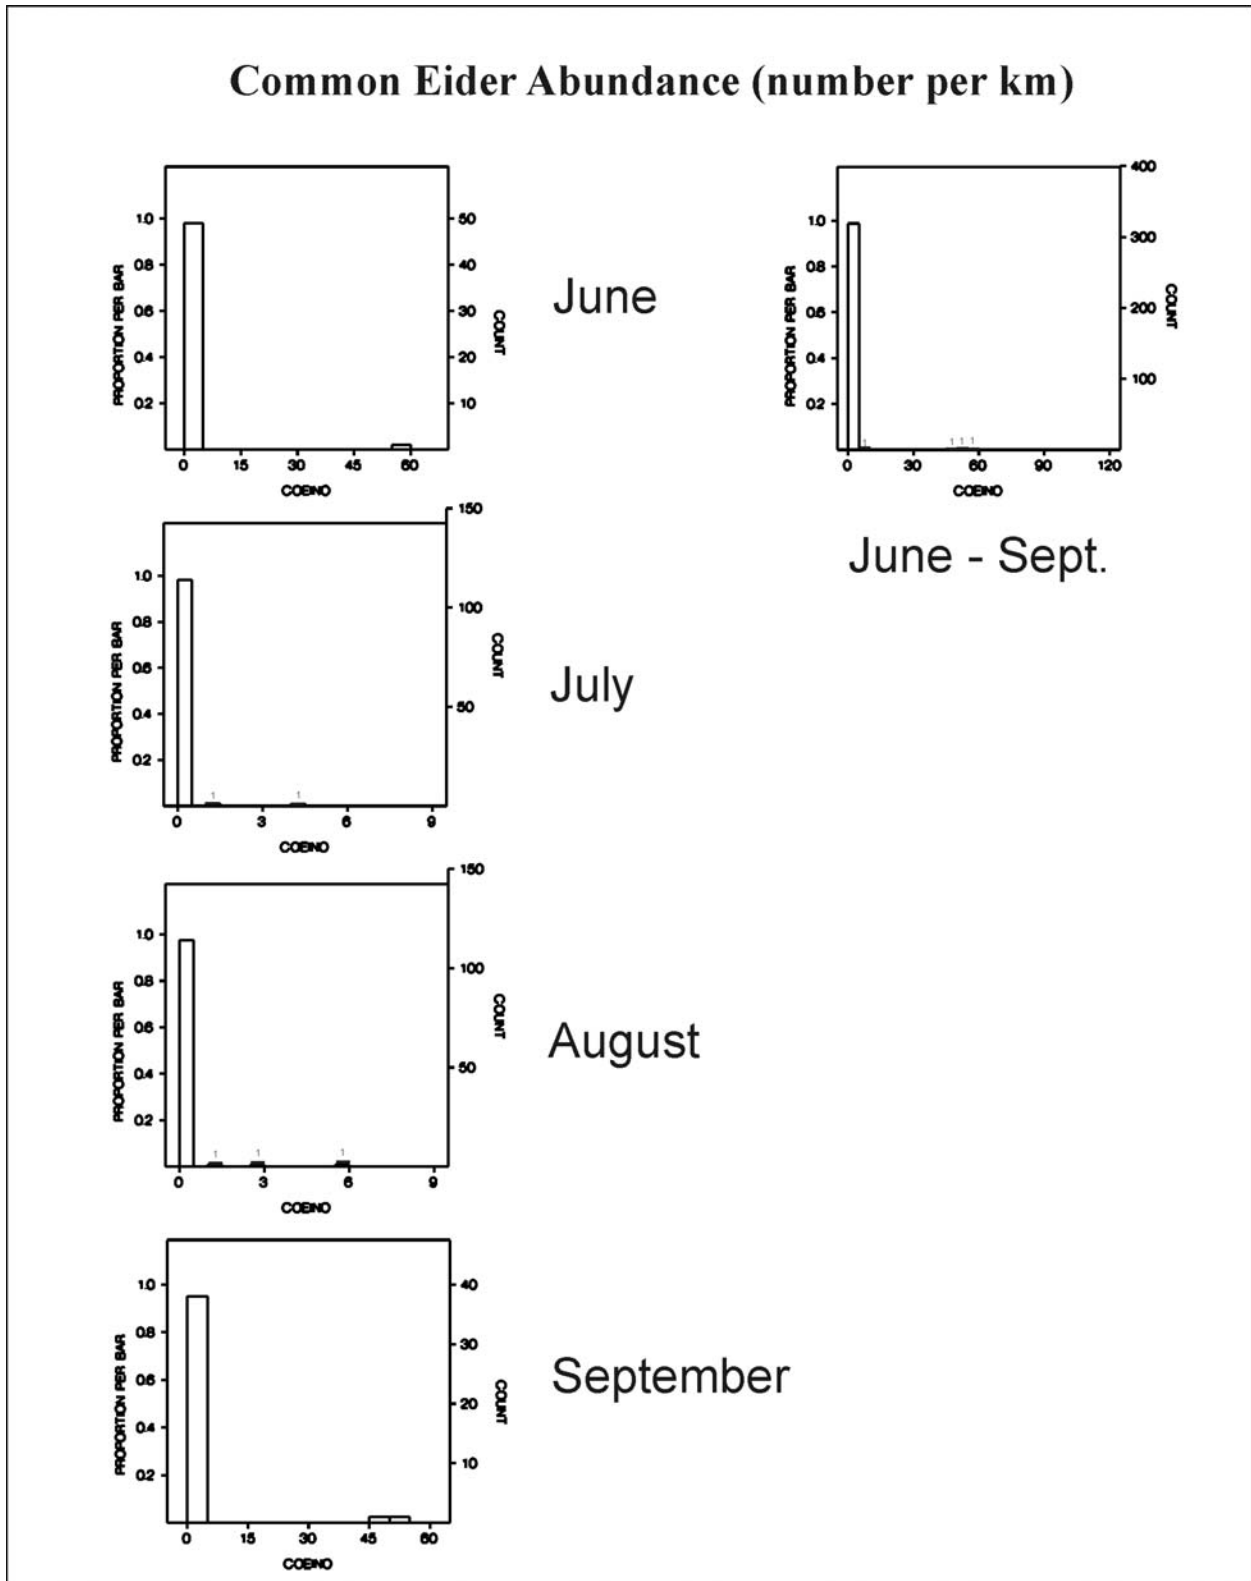 Common Eider Abundance (number per km)
1.0
0.8
0.6
0.4
0.2
PROPORTION PER BAR
50
40
30
20
10
COUNT
0 15 30 45 60
COEINO
June
1.0
0.8
0.6
0.4
0.2
PROPORTION PER BAR
400
300
200
100
COUNT
1 1 1 1
0 30 60 90 120
COEINO
June - Sept.
1.0
0.8
0.6
0.4
0.2
PROPORTION PER BAR
150
100
50
COUNT
1 1
0 3 6 9
COEINO
July
1.0
0.8
0.6
0.4
0.2
PROPORTION PER BAR
150
100
50
COUNT
1 1 1
0 3 6 9
COEINO
August
1.0
0.8
0.6
0.4
0.2
PROPORTION PER BAR
40
30
20
10
COUNT
0 15 30 45 60
COEINO
September